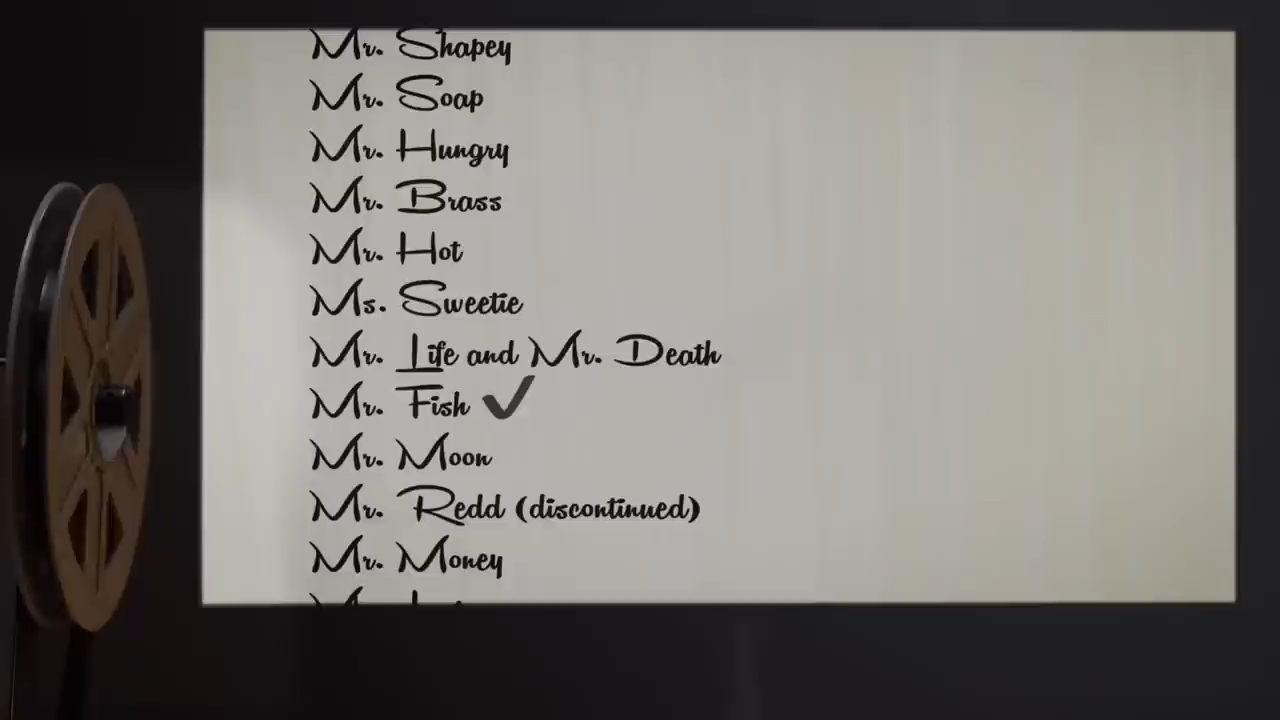 Mr. Shapey
Mr. Soap
Mr. Hungry
Mr. Brass
Mr. Hot
Ms. Sweetie
Mr. Life and Mr. Death
Mr. Fish ✓
Mr. Moon
Mr. Redd (discontinued)
Mr. Money
Mr.